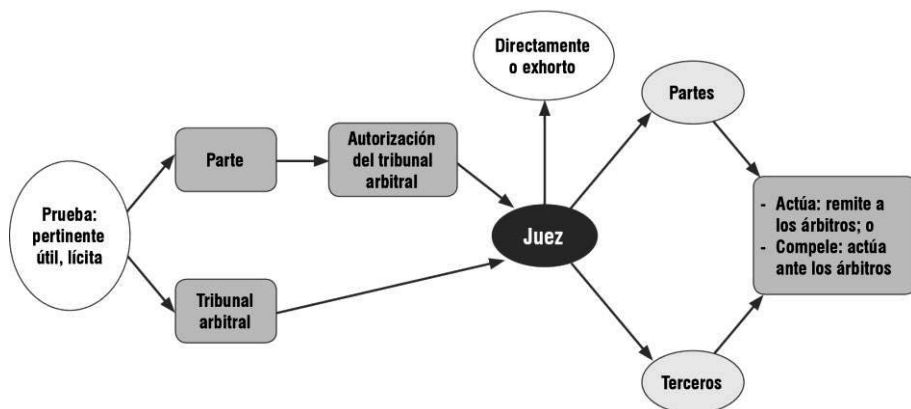 Prueba:
pertinente
útil, lícita
Parte
Autorización
del tribunal
arbitral
Tribunal
arbitral
Directamente
o exhorto
Juez
Partes
Terceros
- Actúa: remite a
los árbitros; o
- Compele: actúa
ante los árbitros